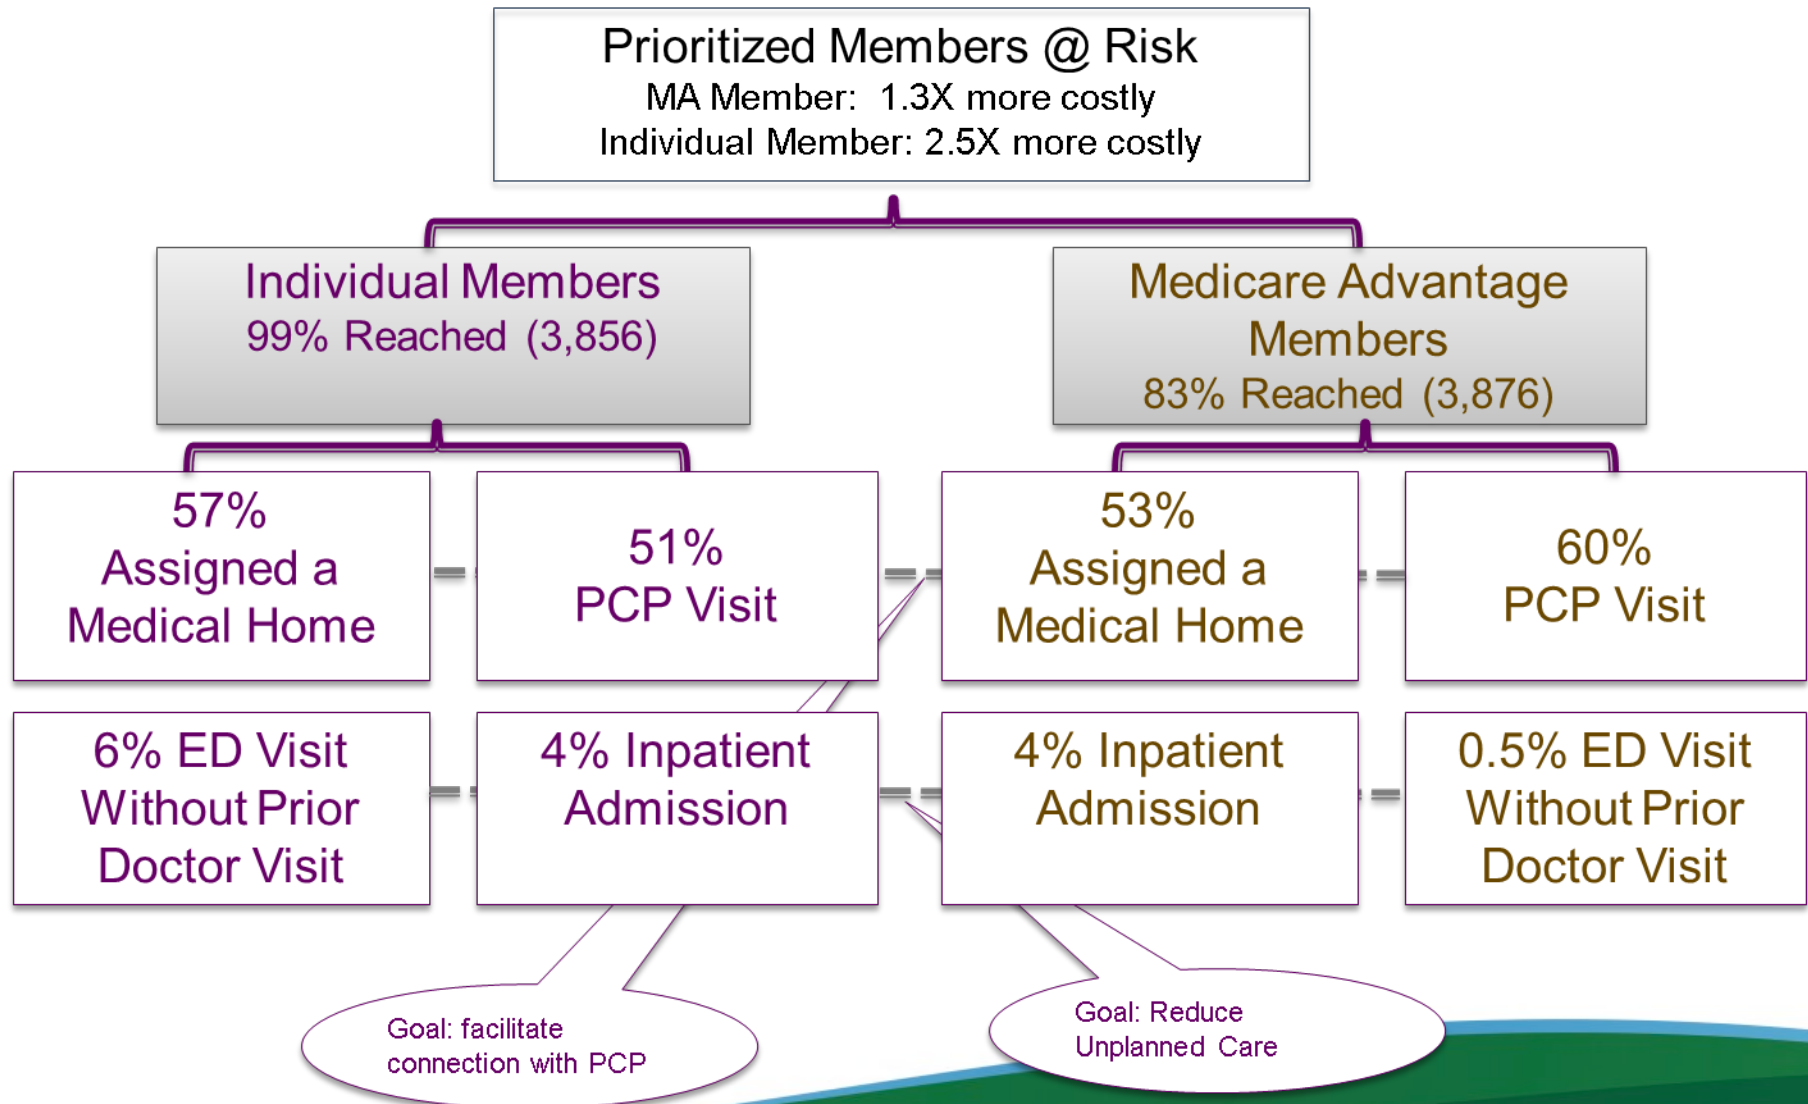 Prioritized Members @ Risk
MA Member: 1.3X more costly
Individual Member: 2.5X more costly
Individual Members
99% Reached (3,856)
Medicare Advantage
Members
83% Reached (3,876)
57%
Assigned a
Medical Home
51%
PCP Visit
53%
Assigned a
Medical Home
60%
PCP Visit
6% ED Visit
Without Prior
Doctor Visit
4% Inpatient
Admission
4% Inpatient
Admission
0.5% ED Visit
Without Prior
Doctor Visit
Goal: facilitate
connection with PCP
Goal: Reduce
Unplanned Care